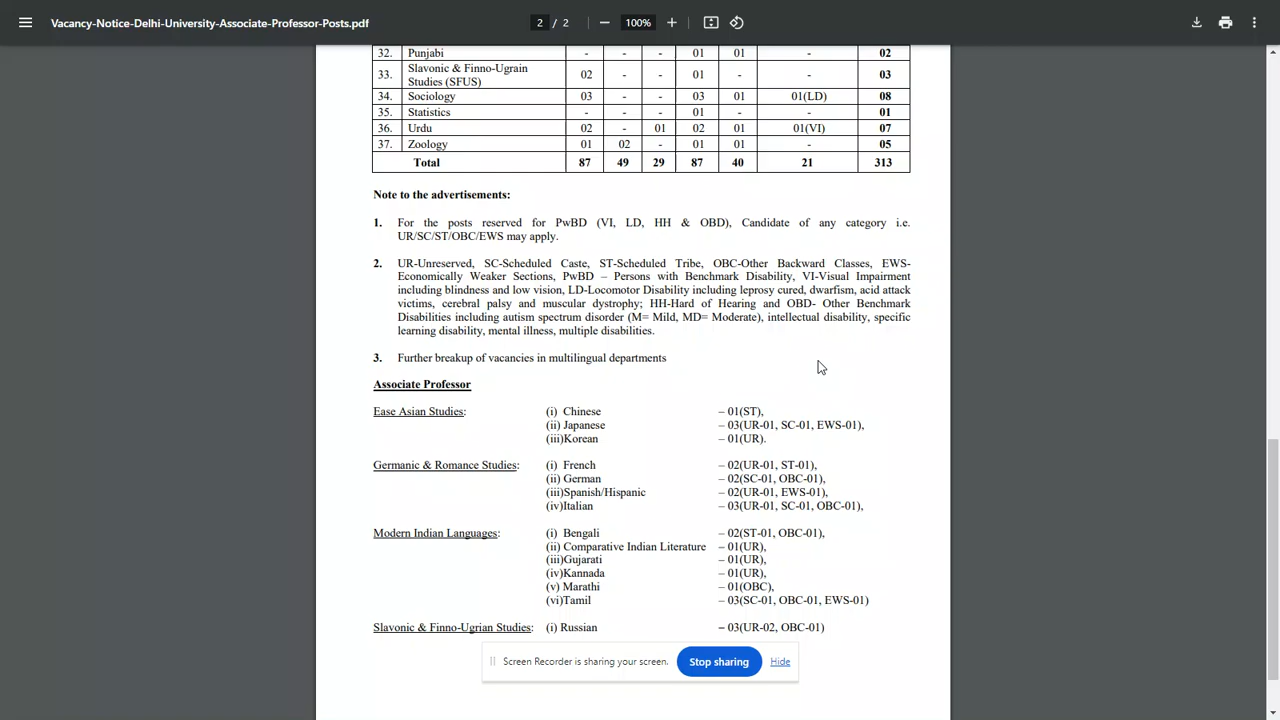 Vacancy-Notice-Delhi-University-Associate-Professor-Posts.pdf 2 / 2 100%
32. Punjabi - - - 01 01 - 02
33. Slavonic & Finno-Ugrain Studies (SFUS) 02 - - 01 - - 03
34. Sociology 03 - - 03 01 01(LD) 08
35. Statistics - - - 01 - - 01
36. Urdu 02 - 01 02 01 01(VI) 07
37. Zoology 01 02 - 01 01 - 05
Total 87 49 29 87 40 21 313
Note to the advertisements:
1. For the posts reserved for PwBD (VI, LD, HH & OBD), Candidate of any category i.e.
UR/SC/ST/OBC/EWS may apply.
2. UR-Unreserved, SC-Scheduled Caste, ST-Scheduled Tribe, OBC-Other Backward Classes, EWS-
Economically Weaker Sections, PwBD – Persons with Benchmark Disability, VI-Visual Impairment
including blindness and low vision, LD-Locomotor Disability including leprosy cured, dwarfism, acid attack
victims, cerebral palsy and muscular dystrophy; HH-Hard of Hearing and OBD- Other Benchmark
Disabilities including autism spectrum disorder (M= Mild, MD= Moderate), intellectual disability, specific
learning disability, mental illness, multiple disabilities.
3. Further breakup of vacancies in multilingual departments
Associate Professor
Ease Asian Studies: (i) Chinese – 01(ST),
(ii) Japanese – 03(UR-01, SC-01, EWS-01),
(iii)Korean – 01(UR).
Germanic & Romance Studies: (i) French – 02(UR-01, ST-01),
(ii) German – 02(SC-01, OBC-01),
(iii)Spanish/Hispanic – 02(UR-01, EWS-01),
(iv)Italian – 03(UR-01, SC-01, OBC-01),
Modern Indian Languages: (i) Bengali – 02(ST-01, OBC-01),
(ii) Comparative Indian Literature – 01(UR),
(iii)Gujarati – 01(UR),
(iv)Kannada – 01(UR),
(v) Marathi – 01(OBC),
(vi)Tamil – 03(SC-01, OBC-01, EWS-01)
Slavonic & Finno-Ugrian Studies: (i) Russian – 03(UR-02, OBC-01)
Screen Recorder is sharing your screen. Stop sharing Hide